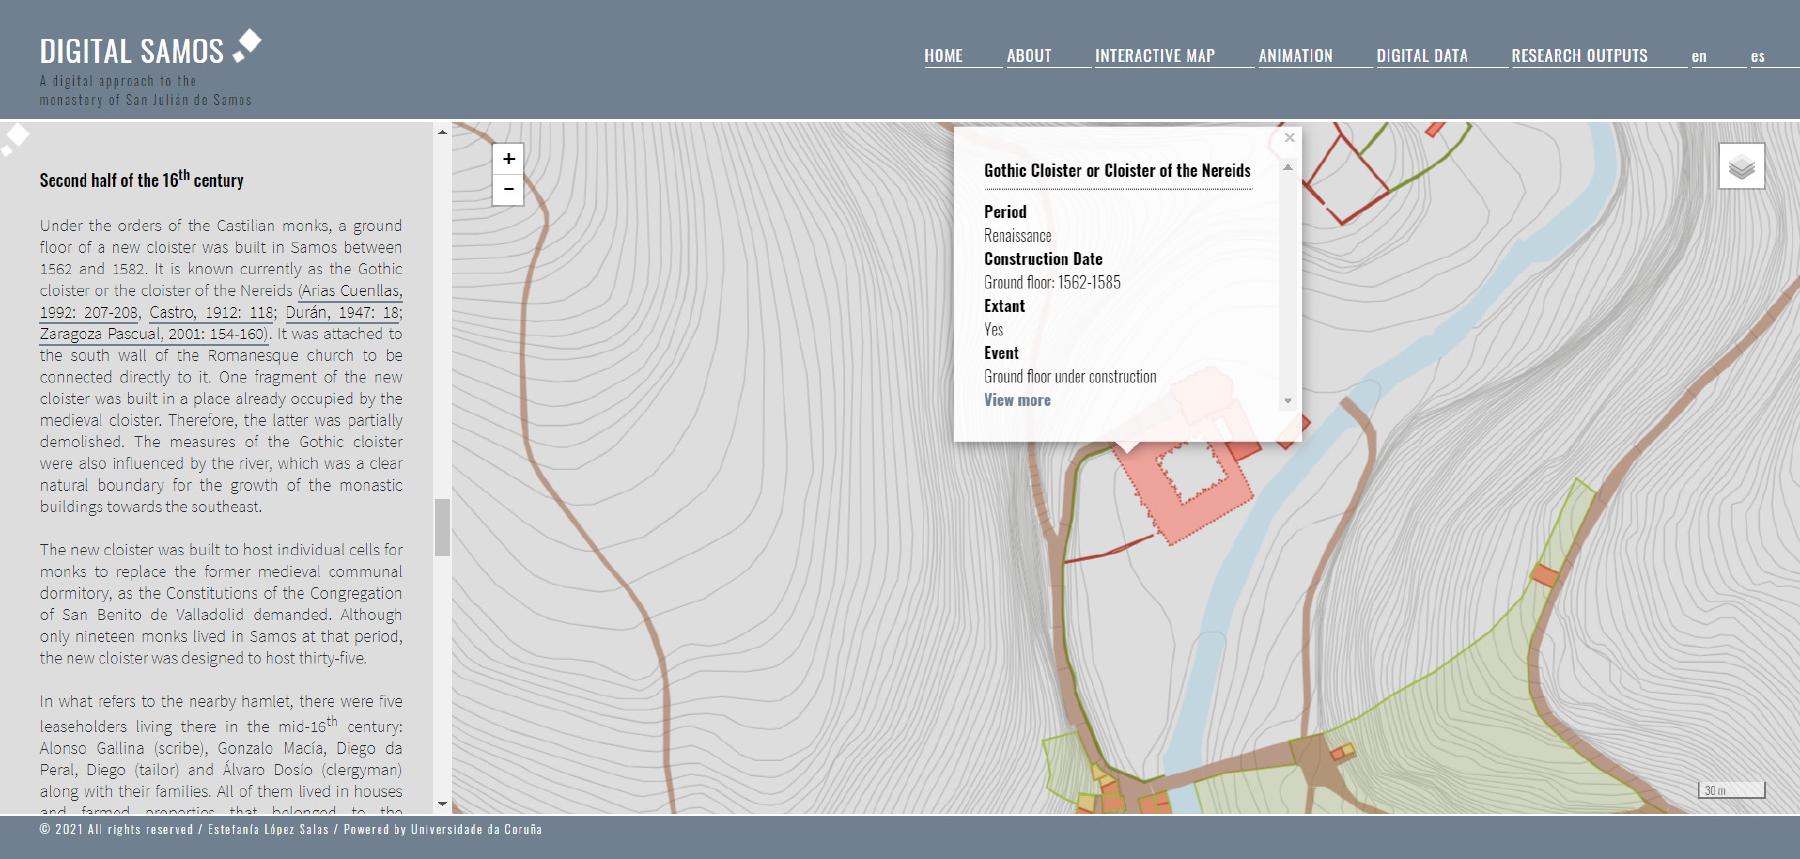 DIGITAL SAMOS
A digital approach to the
monastery of San Julián de Samos
HOME ABOUT INTERACTIVE MAP ANIMATION DIGITAL DATA RESEARCH OUTPUTS en es
Second half of the 16th century
Under the orders of the Castilian monks, a ground
floor of a new cloister was built in Samos between
1562 and 1582. It is known currently as the Gothic
cloister or the cloister of the Nereids (Arias Cuenllas,
1992: 207-208, Castro, 1912: 118; Durán, 1947: 18;
Zaragoza Pascual, 2001: 154-160). It was attached to
the south wall of the Romanesque church to be
connected directly to it. One fragment of the new
cloister was built in a place already occupied by the
medieval cloister. Therefore, the latter was partially
demolished. The measures of the Gothic cloister
were also influenced by the river, which was a clear
natural boundary for the growth of the monastic
buildings towards the southeast.
The new cloister was built to host individual cells for
monks to replace the former medieval communal
dormitory, as the Constitutions of the Congregation
of San Benito de Valladolid demanded. Although
only nineteen monks lived in Samos at that period,
the new cloister was designed to host thirty-five.
In what refers to the nearby hamlet, there were five
leaseholders living there in the mid-16th century:
Alonso Gallina (scribe), Gonzalo Macía, Diego da
Peral, Diego (tailor) and Álvaro Dosío (clergyman)
along with their families. All of them lived in houses
and farmed properties that belonged to the
+
−
×
Gothic Cloister or Cloister of the Nereids
Period
Renaissance
Construction Date
Ground floor: 1562-1585
Extant
Yes
Event
Ground floor under construction
View more
30 m
© 2021 All rights reserved / Estefanía López Salas / Powered by Universidade da Coruña